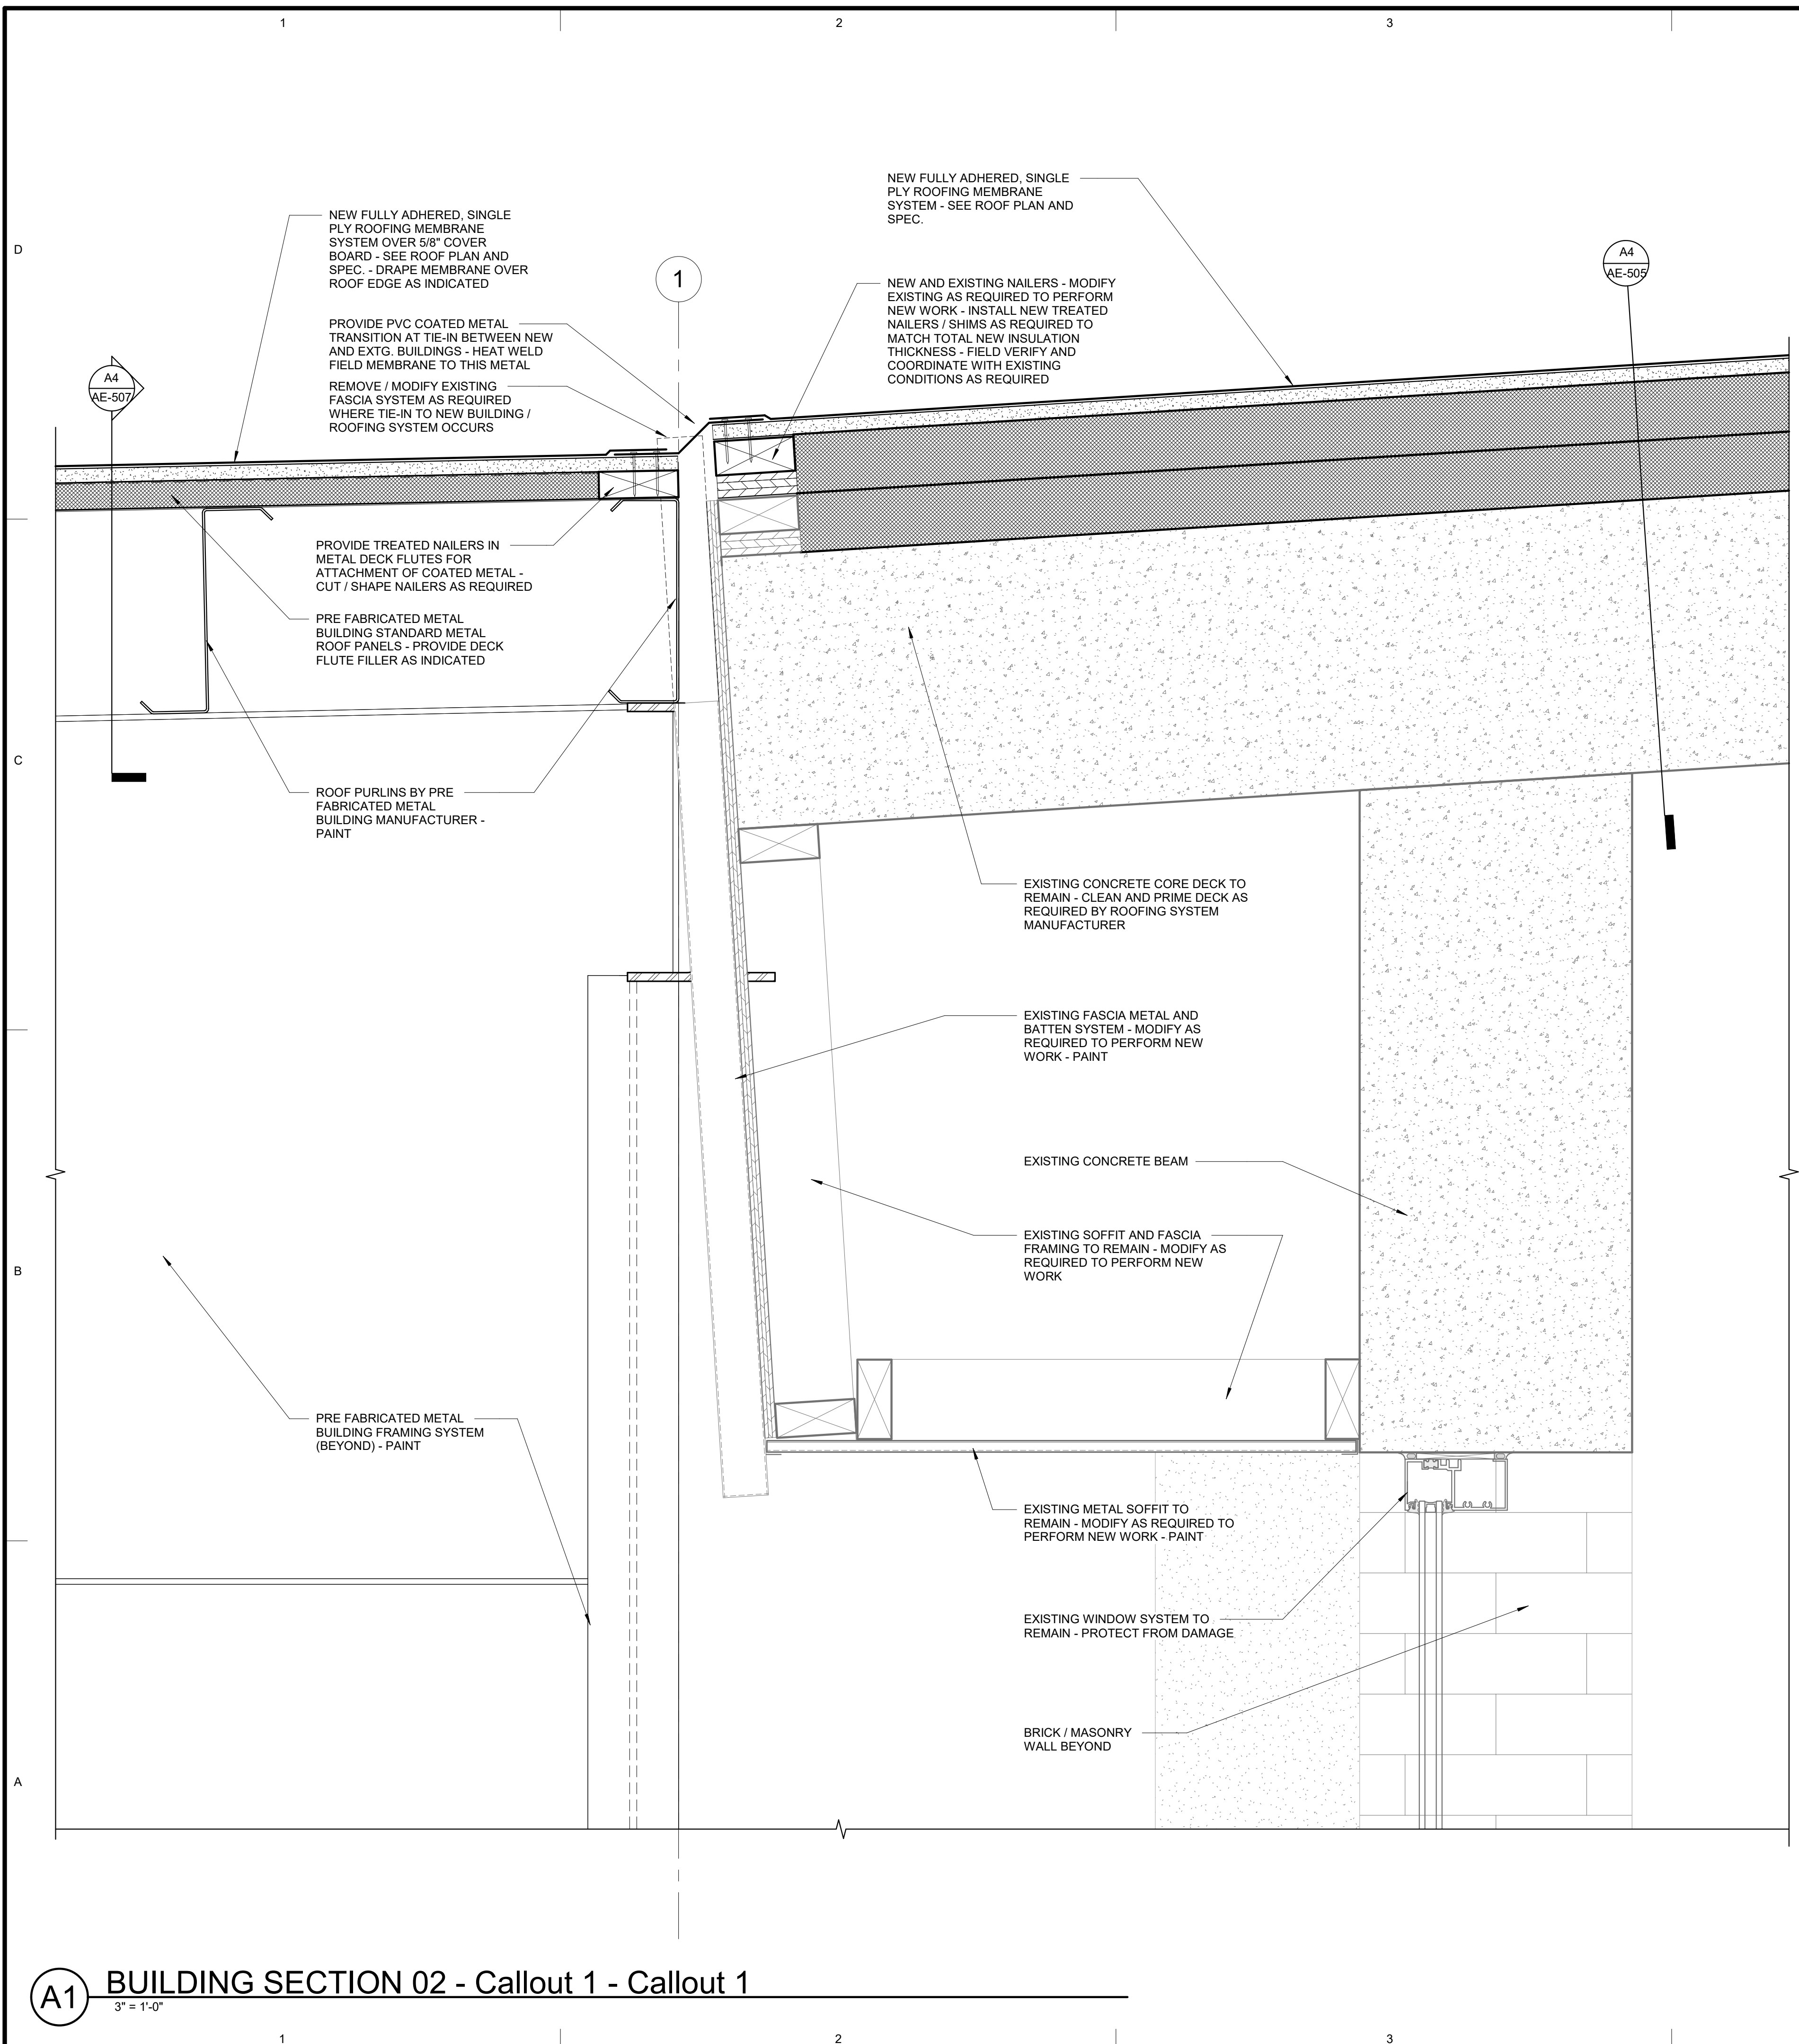 1
2
3
NEW FULLY ADHERED, SINGLE
PLY ROOFING MEMBRANE
SYSTEM - SEE ROOF PLAN AND
SPEC.
NEW FULLY ADHERED, SINGLE
PLY ROOFING MEMBRANE
SYSTEM OVER 5/8" COVER
BOARD - SEE ROOF PLAN AND
SPEC. - DRAPE MEMBRANE OVER
ROOF EDGE AS INDICATED
D
1
A4
AE-505
NEW AND EXISTING NAILERS - MODIFY
EXISTING AS REQUIRED TO PERFORM
NEW WORK - INSTALL NEW TREATED
NAILERS / SHIMS AS REQUIRED TO
MATCH TOTAL NEW INSULATION
THICKNESS - FIELD VERIFY AND
COORDINATE WITH EXISTING
CONDITIONS AS REQUIRED
PROVIDE PVC COATED METAL
TRANSITION AT TIE-IN BETWEEN NEW
AND EXTG. BUILDINGS - HEAT WELD
FIELD MEMBRANE TO THIS METAL
A4
AE-507
REMOVE / MODIFY EXISTING
FASCIA SYSTEM AS REQUIRED
WHERE TIE-IN TO NEW BUILDING /
ROOFING SYSTEM OCCURS
PROVIDE TREATED NAILERS IN
METAL DECK FLUTES FOR
ATTACHMENT OF COATED METAL -
CUT / SHAPE NAILERS AS REQUIRED
PRE FABRICATED METAL
BUILDING STANDARD METAL
ROOF PANELS - PROVIDE DECK
FLUTE FILLER AS INDICATED
C
ROOF PURLINS BY PRE
FABRICATED METAL
BUILDING MANUFACTURER -
PAINT
EXISTING CONCRETE CORE DECK TO
REMAIN - CLEAN AND PRIME DECK AS
REQUIRED BY ROOFING SYSTEM
MANUFACTURER
EXISTING FASCIA METAL AND
BATTEN SYSTEM - MODIFY AS
REQUIRED TO PERFORM NEW
WORK - PAINT
EXISTING CONCRETE BEAM
EXISTING SOFFIT AND FASCIA
FRAMING TO REMAIN - MODIFY AS
REQUIRED TO PERFORM NEW
WORK
B
PRE FABRICATED METAL
BUILDING FRAMING SYSTEM
(BEYOND) - PAINT
EXISTING METAL SOFFIT TO
REMAIN - MODIFY AS REQUIRED TO
PERFORM NEW WORK - PAINT
EXISTING WINDOW SYSTEM TO
REMAIN - PROTECT FROM DAMAGE
BRICK / MASONRY
WALL BEYOND
A
A1
BUILDING SECTION 02 - Callout 1 - Callout 1
3" = 1'-0"
1
2
3